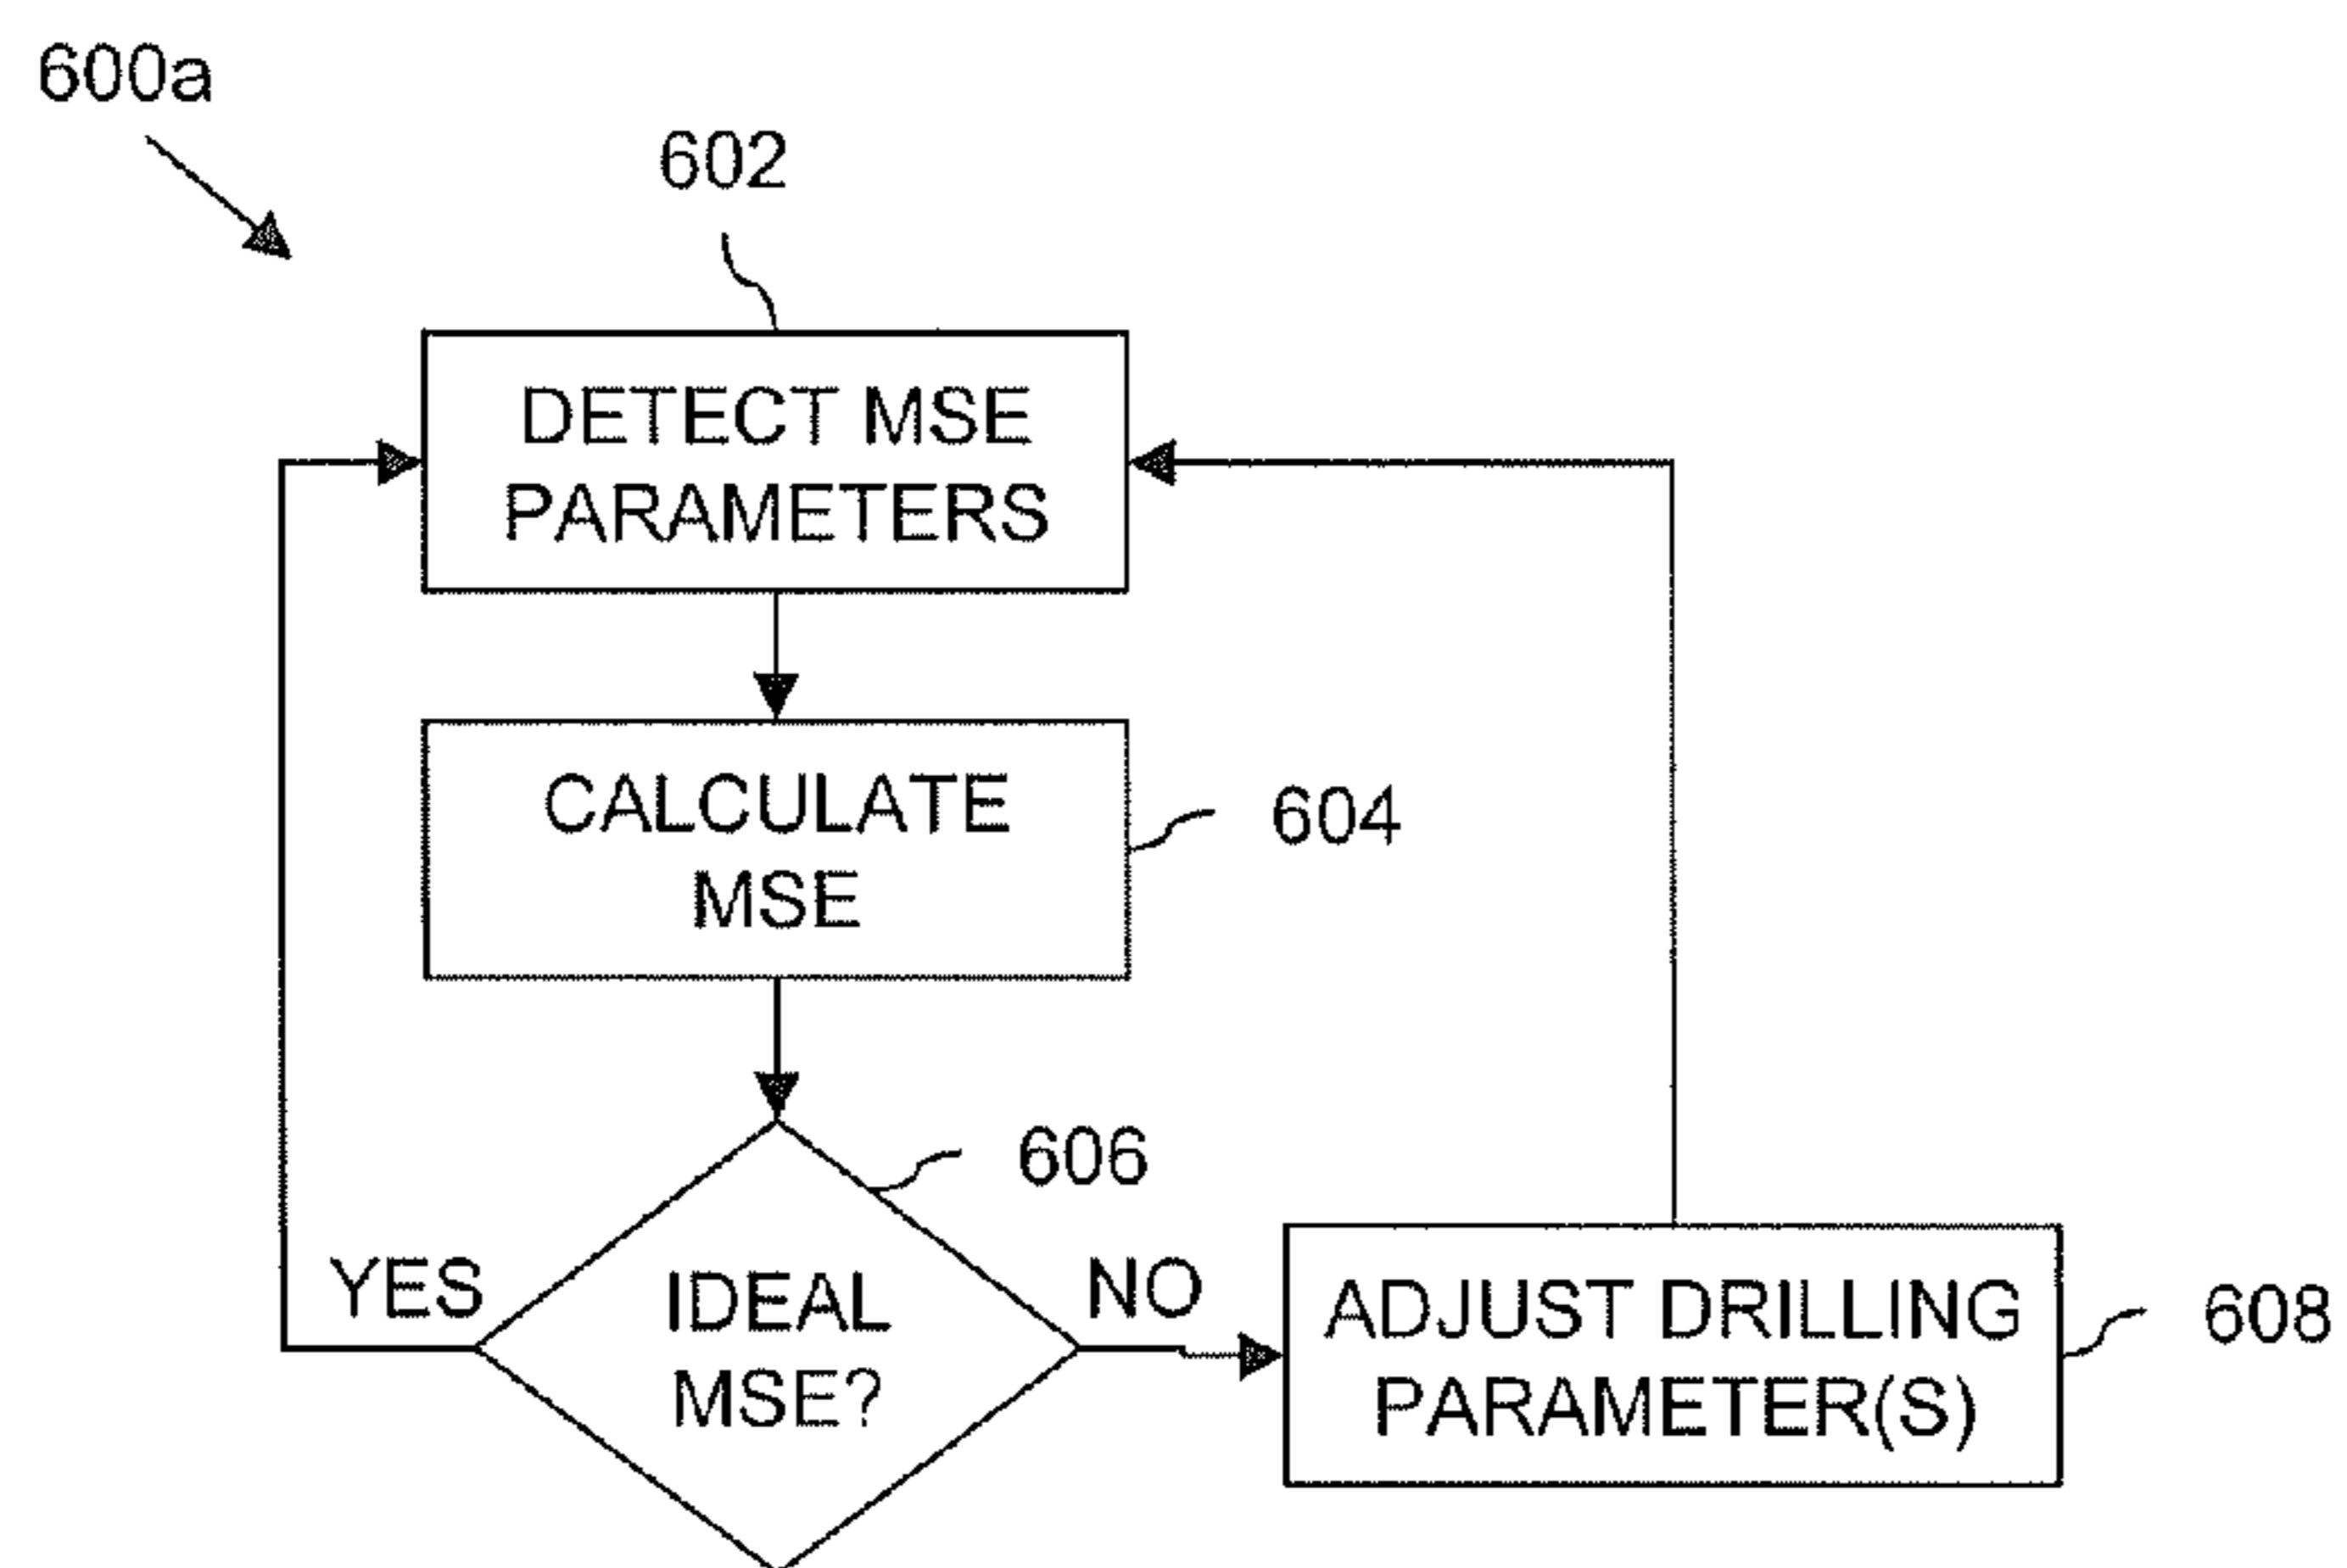 600a
602
DETECT MSE
PARAMETERS
CALCULATE
MSE
604
606
YES
IDEAL
MSE?
NO
ADJUST DRILLING
PARAMETER(S)
608